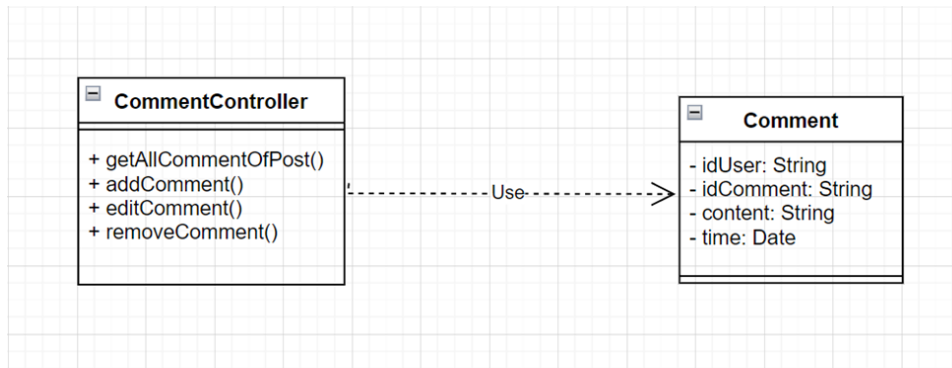 CommentController
+ getAllCommentOfPost()
+ addComment()
+ editComment()
+ removeComment()
Use
Comment
- idUser: String
- idComment: String
- content: String
- time: Date